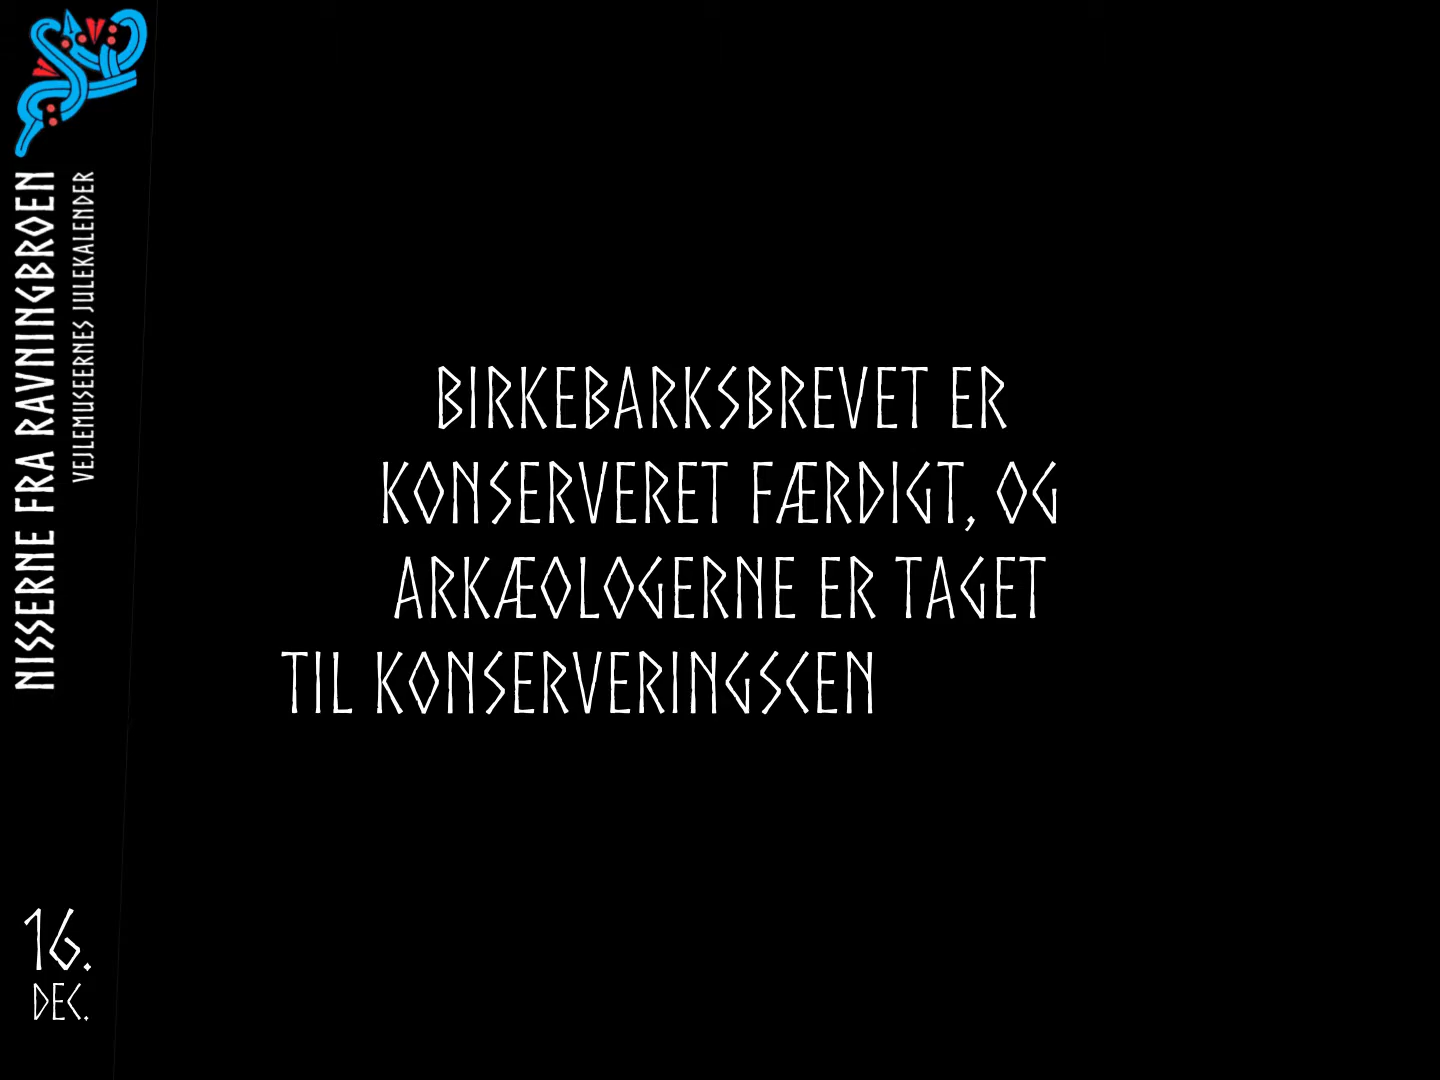 NISSERNE FRA RAVNINGBROEN
VEJLEMUSEERNES JULEKALENDER
BIRKEBARKSBREVET ER
KONSERVERET FÆRDIGT, OG
ARKÆOLOGERNE ER TAGET
TIL KONSERVERINGSCEN
16.
DEC.